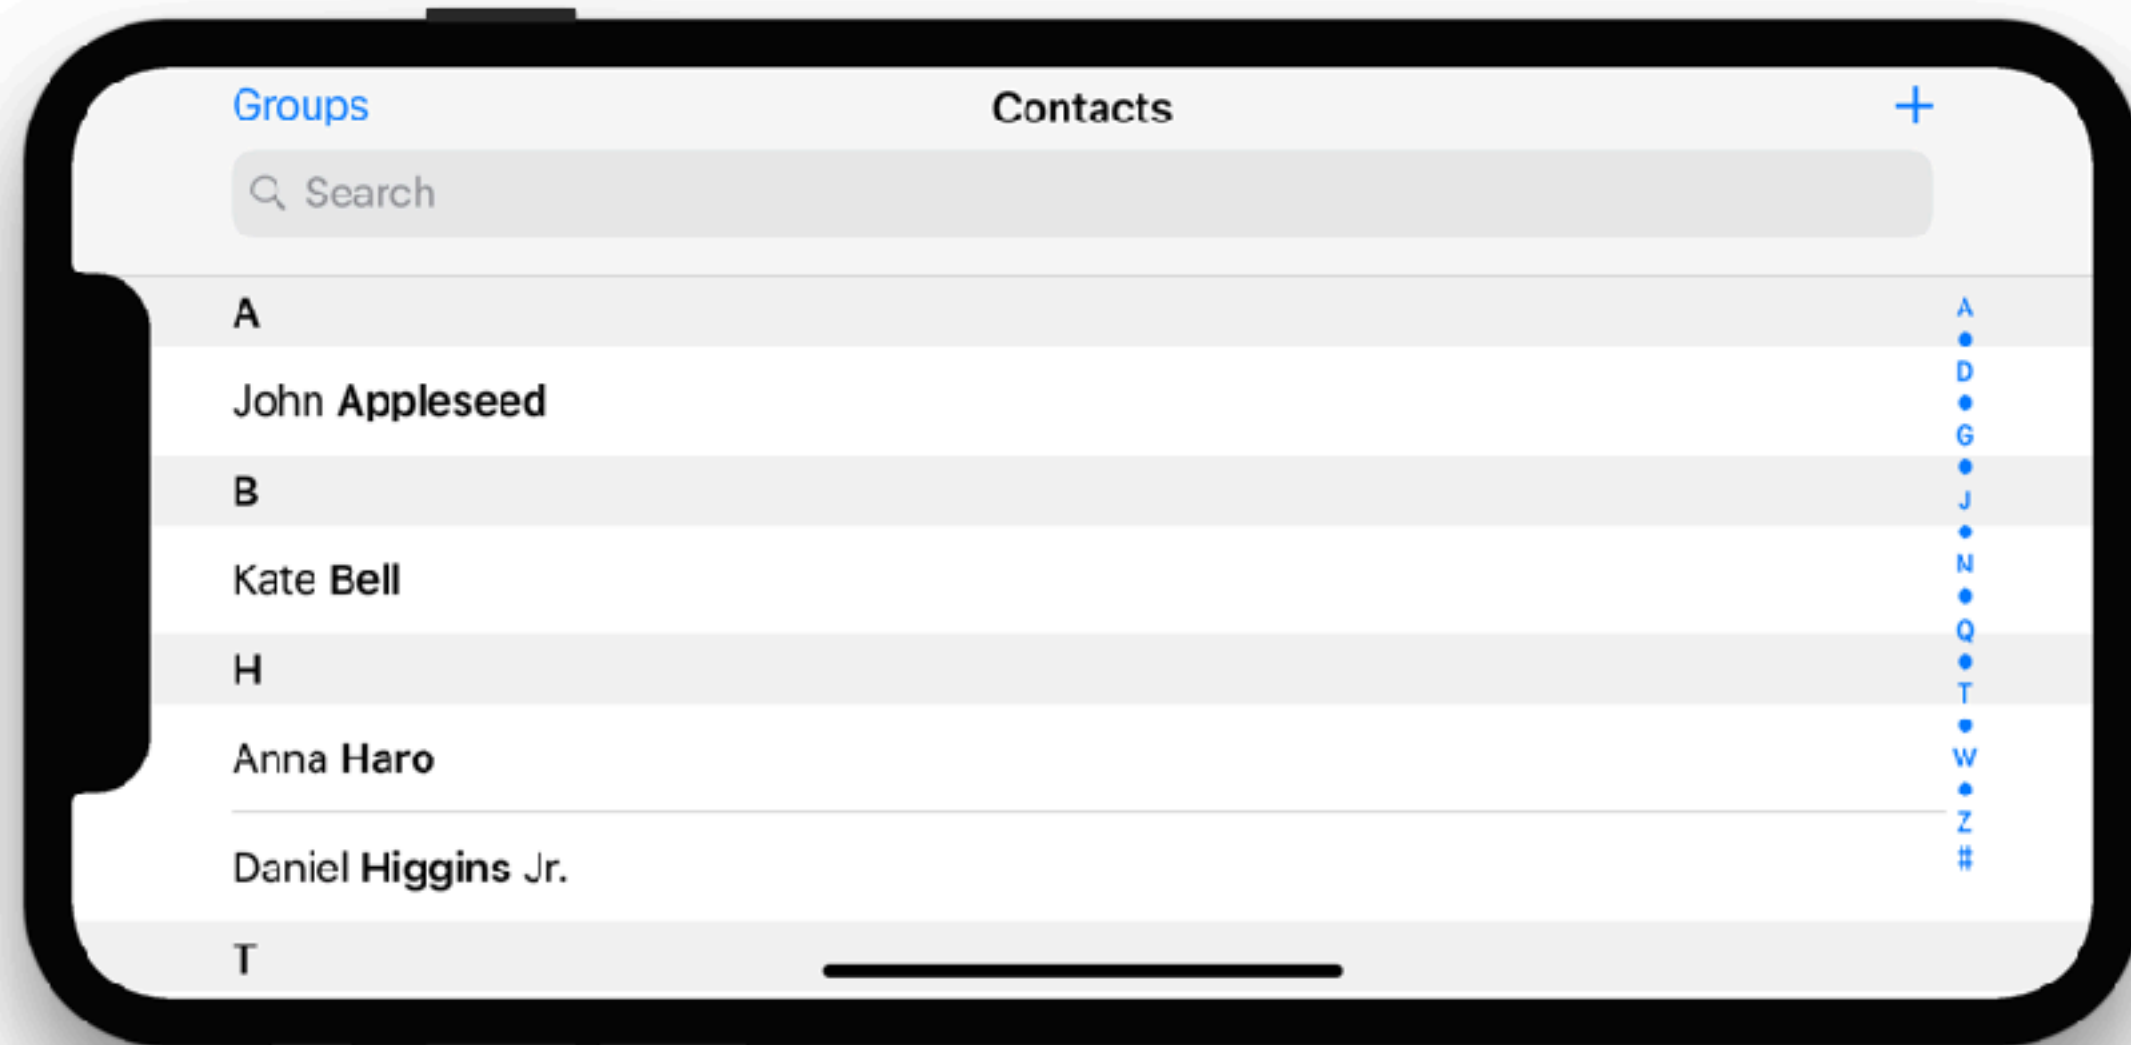 Groups Contacts +
Search
A
John Appleseed
B
Kate Bell
H
Anna Haro
Daniel Higgins Jr.
T
A
D
G
J
N
Q
T
W
Z
#